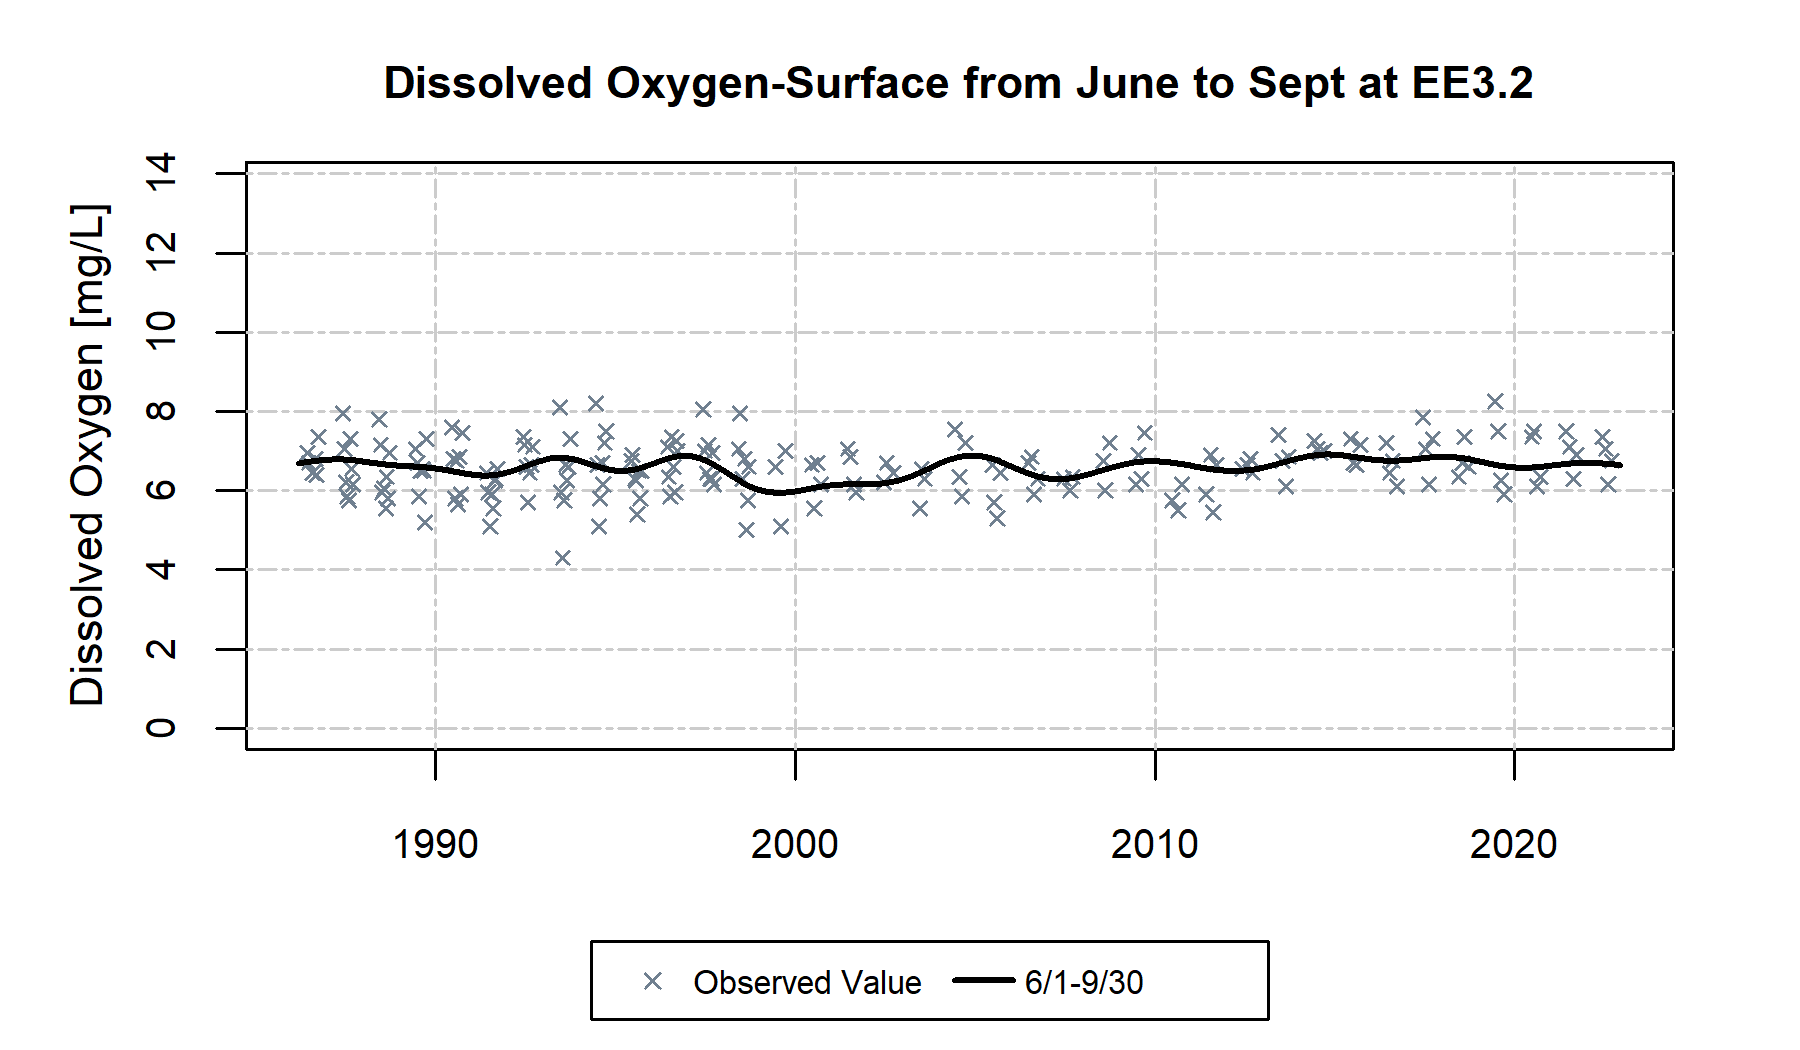 Dissolved Oxygen-Surface from June to Sept at EE3.2
Dissolved Oxygen [mg/L]
14
12
10
8
6
4
2
0
1990 2000 2010 2020
Observed Value 6/1-9/30